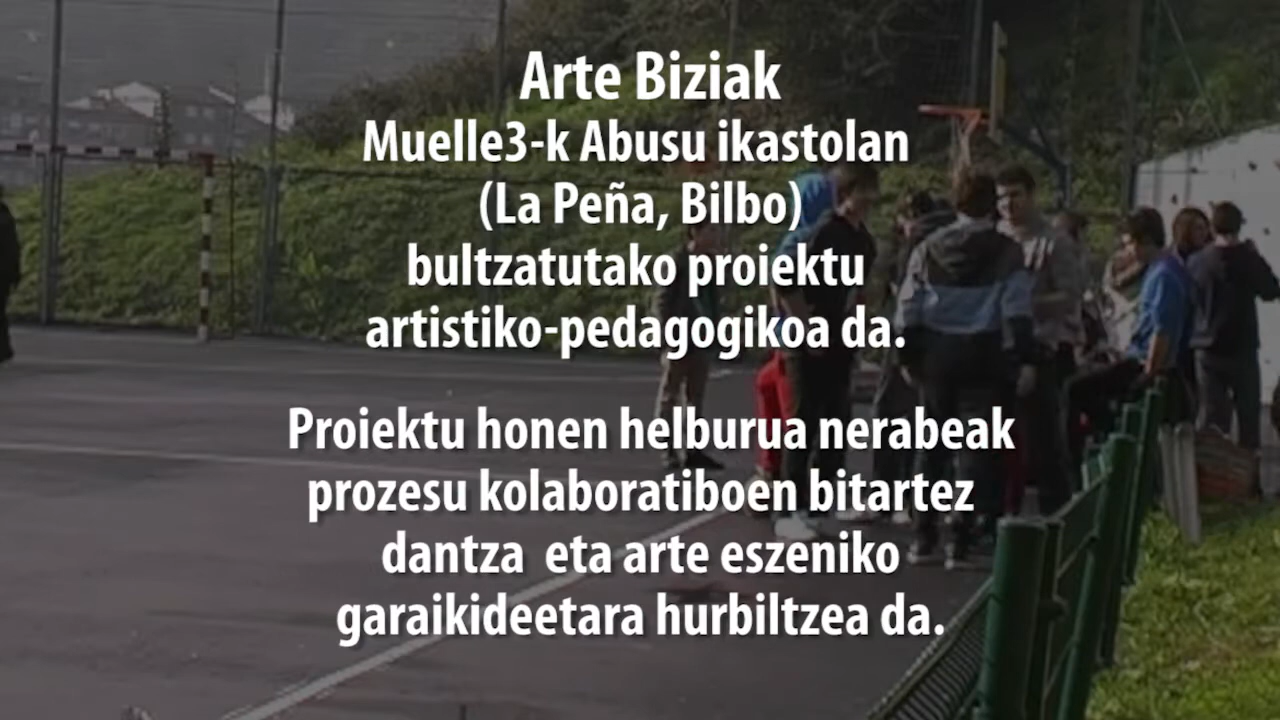 Arte Biziak
Muelle3-k Abusu ikastolan
(La Peña, Bilbo)
bultzatutako proiektu
artistiko-pedagogikoa da.
Proiektu honen helburua nerabeak
prozesu kolaboratiboen bitartez
dantza eta arte eszeniko
garaikideetara hurbiltzea da.